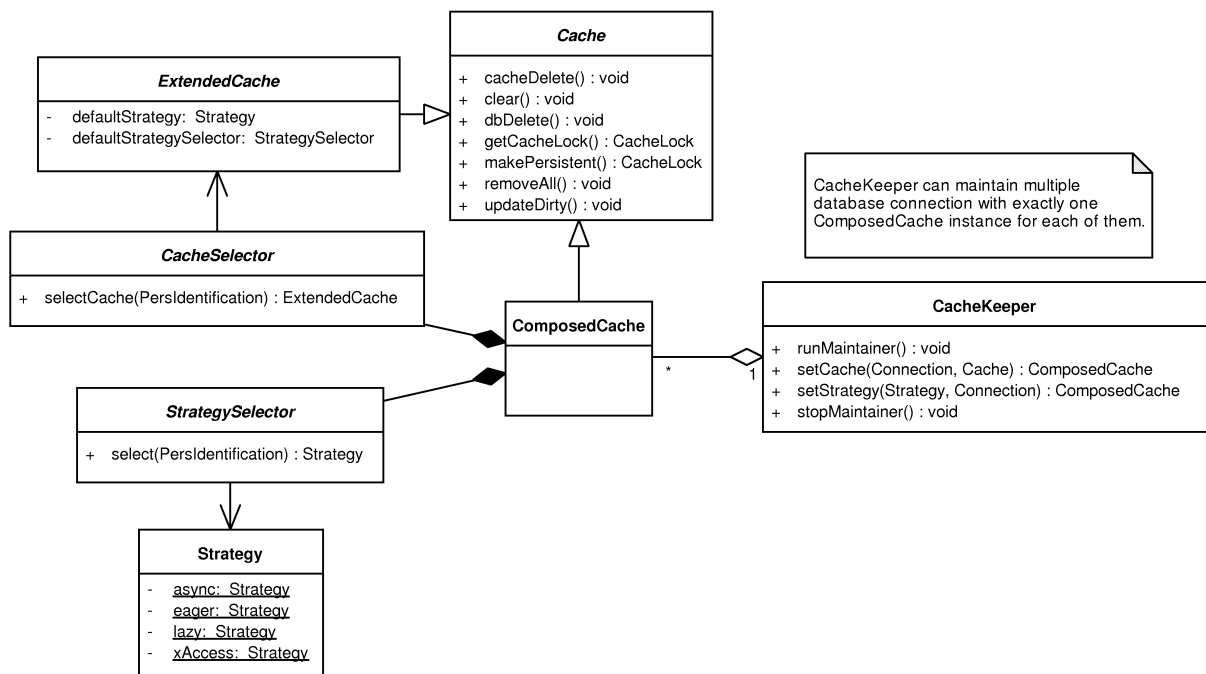 Cache
+ cacheDelete() : void
+ clear() : void
+ dbDelete() : void
+ getCacheLock() : CacheLock
+ makePersistent() : CacheLock
+ removeAll() : void
+ updateDirty() : void
ExtendedCache
- defaultStrategy: Strategy
- defaultStrategySelector: StrategySelector
CacheKeeper can maintain multiple
database connection with exactly one
ComposedCache instance for each of them.
CacheSelector
+ selectCache(PersIdentification) : ExtendedCache
ComposedCache
* 1
CacheKeeper
+ runMaintainer() : void
+ setCache(Connection, Cache) : ComposedCache
+ setStrategy(Strategy, Connection) : ComposedCache
+ stopMaintainer() : void
StrategySelector
+ select(PersIdentification) : Strategy
Strategy
- async: Strategy
- eager: Strategy
- lazy: Strategy
- xAccess: Strategy